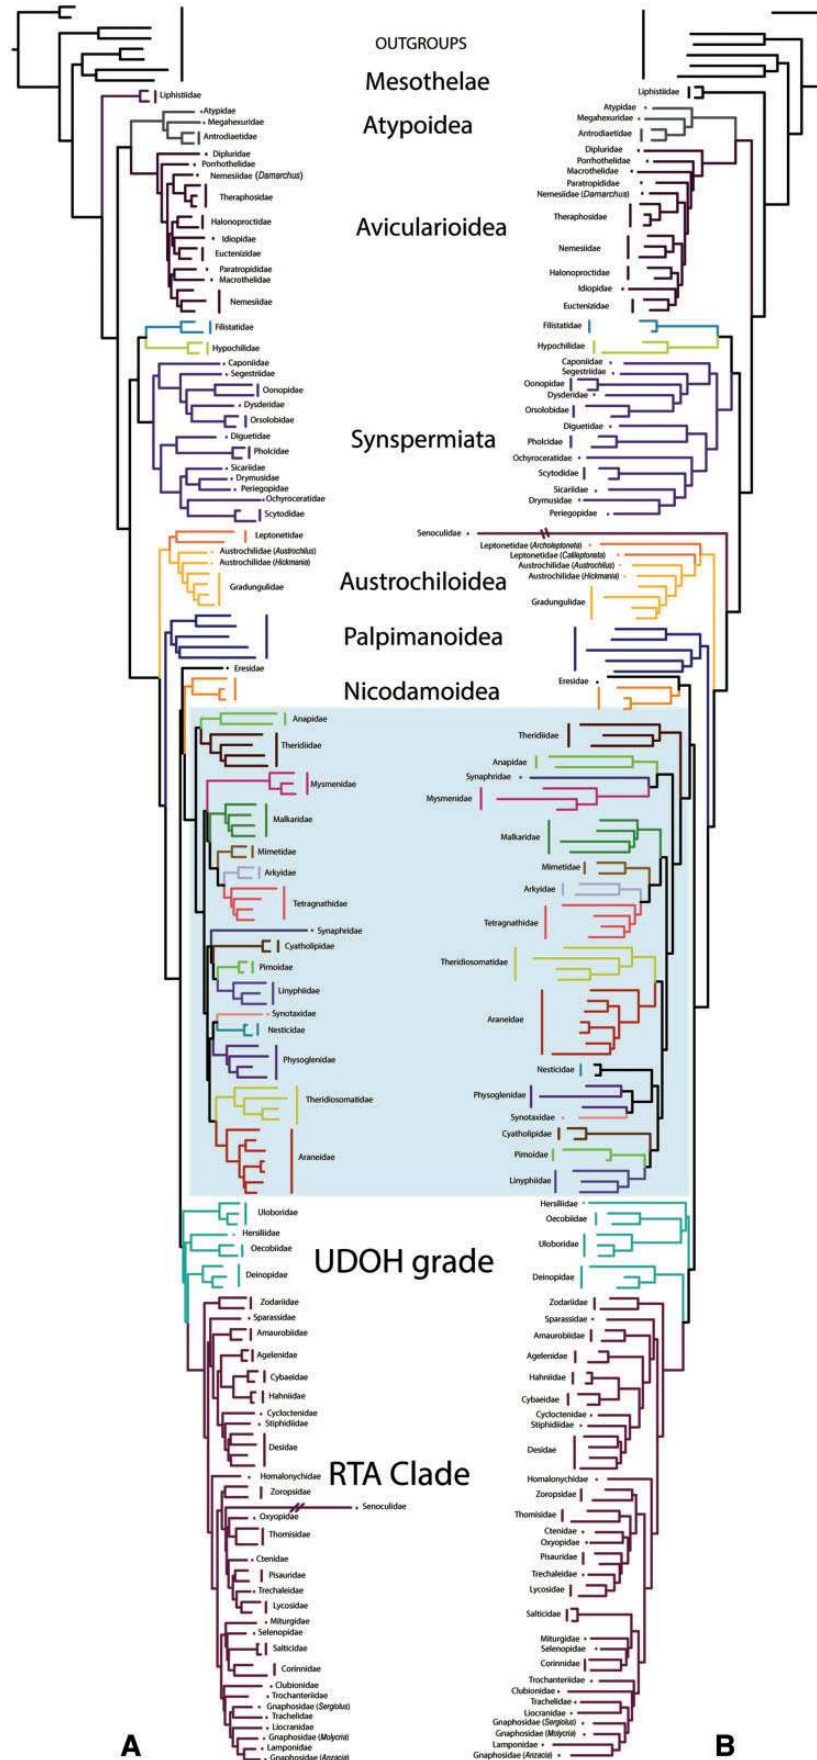 OUTGROUPS
Mesothelae
Atypoidea
Avicularioidea
Synspermiata
Austrochiloidea
Palpimanoidea
Nicodamoidea
UDOH grade
RTA Clade
Liphistiidae
Atypidae
Megahexuridae
Antrodiaetidae
Dipluridae
Porrhothelidae
Nemesiidae (Damarchus)
Theraphosidae
Halonoproctidae
Idiopidae
Euctenizidae
Paratropididae
Macrothelidae
Nemesiidae
Filistatidae
Hypochilidae
Caponiidae
Segestriidae
Oonopidae
Dysderidae
Orsolobidae
Diguetidae
Pholcidae
Sicariidae
Drymusidae
Periegopidae
Ochyroceratidae
Scytodidae
Leptonetidae
Austrochilidae (Austrochilus)
Austrochilidae (Hickmania)
Gradungulidae
Eresidae
Anapidae
Theridiidae
Mysmenidae
Malkaridae
Mimetidae
Arkyidae
Tetragnathidae
Synaphridae
Cyatholipidae
Pimoidae
Linyphiidae
Synotaxidae
Nesticidae
Physoglenidae
Theridiosomatidae
Araneidae
Uloboridae
Hersiliidae
Oecobiidae
Deinopidae
Zodariidae
Sparassidae
Amaurobiidae
Agelenidae
Cybaeidae
Hahniidae
Cycloctenidae
Stiphidiidae
Desidae
Homalonychidae
Zoropsidae
Senoculidae
Oxyopidae
Thomisidae
Ctenidae
Pisauridae
Trechaleidae
Lycosidae
Miturgidae
Selenopidae
Salticidae
Corinnidae
Clubionidae
Trochanteriidae
Gnaphosidae (Sergiolus)
Trachelidae
Liocranidae
Gnaphosidae (Molycria)
Lamponidae
Gnaphosidae (Anzacia)
A
Liphistiidae
Atypidae
Megahexuridae
Antrodiaetidae
Dipluridae
Porrhothelidae
Macrothelidae
Paratropididae
Nemesiidae (Damarchus)
Theraphosidae
Nemesiidae
Halonoproctidae
Idiopidae
Euctenizidae
Filistatidae
Hypochilidae
Caponiidae
Segestriidae
Oonopidae
Dysderidae
Orsolobidae
Diguetidae
Pholcidae
Ochyroceratidae
Scytodidae
Sicariidae
Drymusidae
Periegopidae
Senoculidae
Leptonetidae (Archoleptoneta)
Leptonetidae (Calileptoneta)
Austrochilidae (Austrochilus)
Austrochilidae (Hickmania)
Gradungulidae
Eresidae
Theridiidae
Anapidae
Synaphridae
Mysmenidae
Malkaridae
Mimetidae
Arkyidae
Tetragnathidae
Theridiosomatidae
Araneidae
Nesticidae
Physoglenidae
Synotaxidae
Cyatholipidae
Pimoidae
Linyphiidae
Hersiliidae
Oecobiidae
Uloboridae
Deinopidae
Zodariidae
Sparassidae
Amaurobiidae
Agelenidae
Hahniidae
Cybaeidae
Cycloctenidae
Stiphidiidae
Desidae
Homalonychidae
Zoropsidae
Thomisidae
Ctenidae
Oxyopidae
Pisauridae
Trechaleidae
Lycosidae
Salticidae
Miturgidae
Selenopidae
Corinnidae
Trochanteriidae
Clubionidae
Trachelidae
Liocranidae
Gnaphosidae (Sergiolus)
Gnaphosidae (Molycria)
Lamponidae
Gnaphosidae (Anzacia)
B